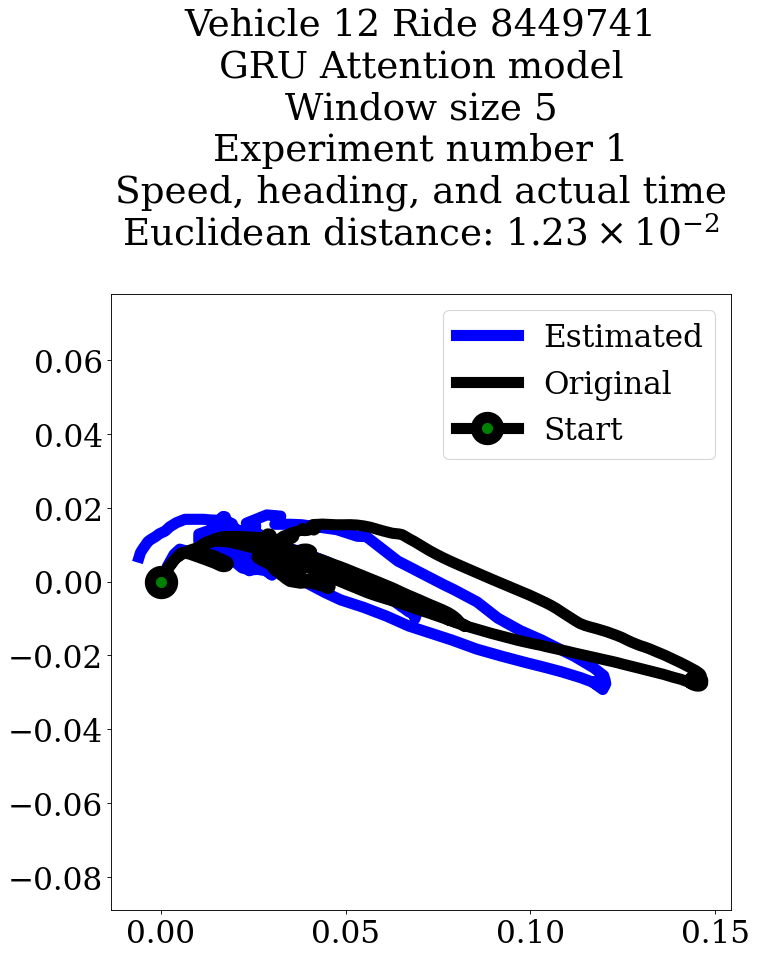 Vehicle 12 Ride 8449741
GRU Attention model
Window size 5
Experiment number 1
Speed, heading, and actual time
Euclidean distance: 1.23 × 10⁻²
Estimated
Original
Start
0.06
0.04
0.02
0.00
−0.02
−0.04
−0.06
−0.08
0.00 0.05 0.10 0.15